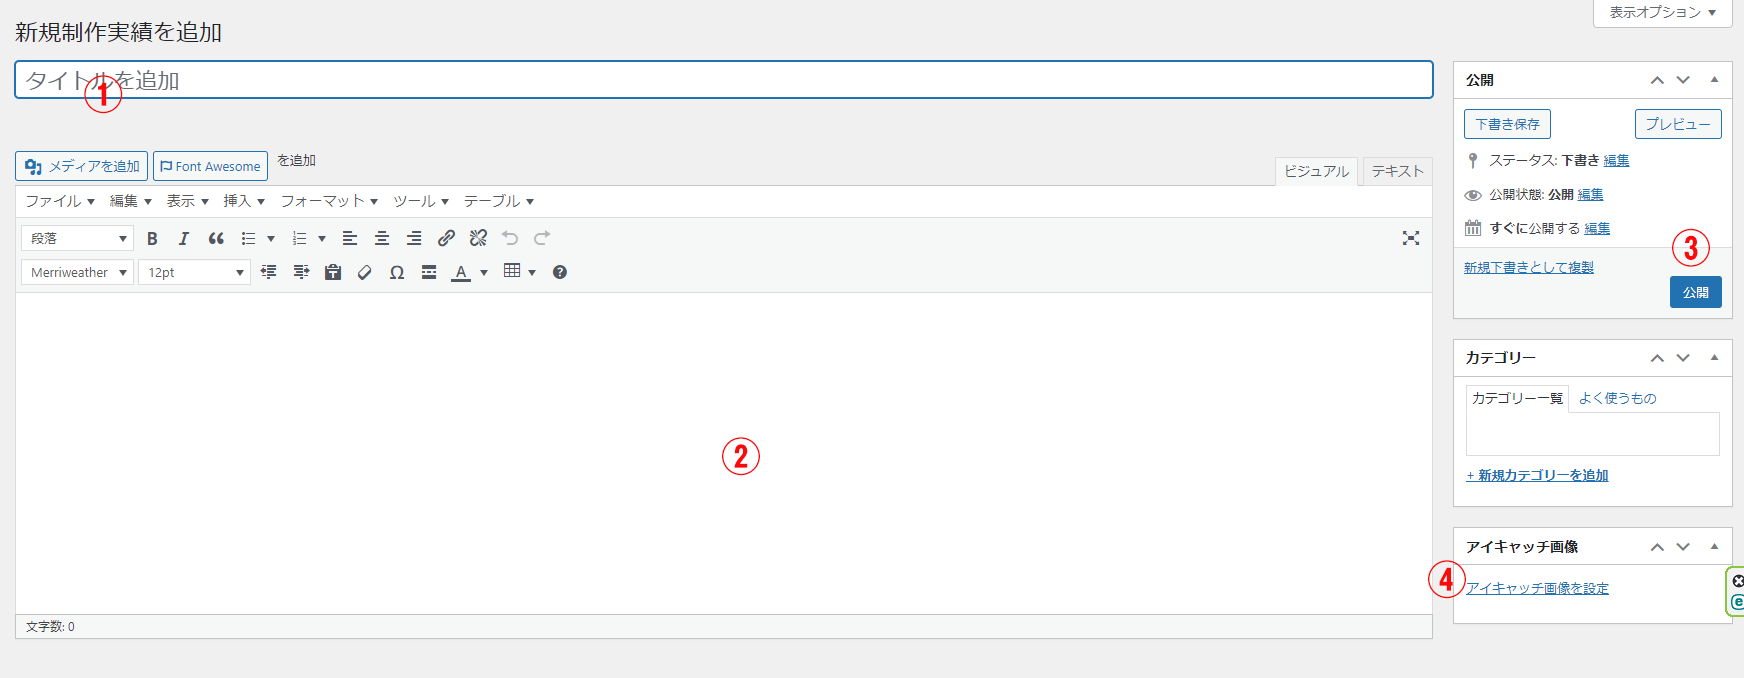 表示オプション ▼
新規制作実績を追加
タイトルを追加
①
メディアを追加 Font Awesome を追加
ビジュアル テキスト
ファイル ▼ 編集 ▼ 表示 ▼ 挿入 ▼ フォーマット ▼ ツール ▼ テーブル ▼
段落 ▼ B I
Merriweather ▼ 12pt ▼ Ω A ▼
②
文字数: 0
公開
下書き保存 プレビュー
ステータス: 下書き 編集
公開状態: 公開 編集
すぐに公開する 編集
③
新規下書きとして複製
公開
カテゴリー
カテゴリー一覧 よく使うもの
+ 新規カテゴリーを追加
アイキャッチ画像
④ アイキャッチ画像を設定